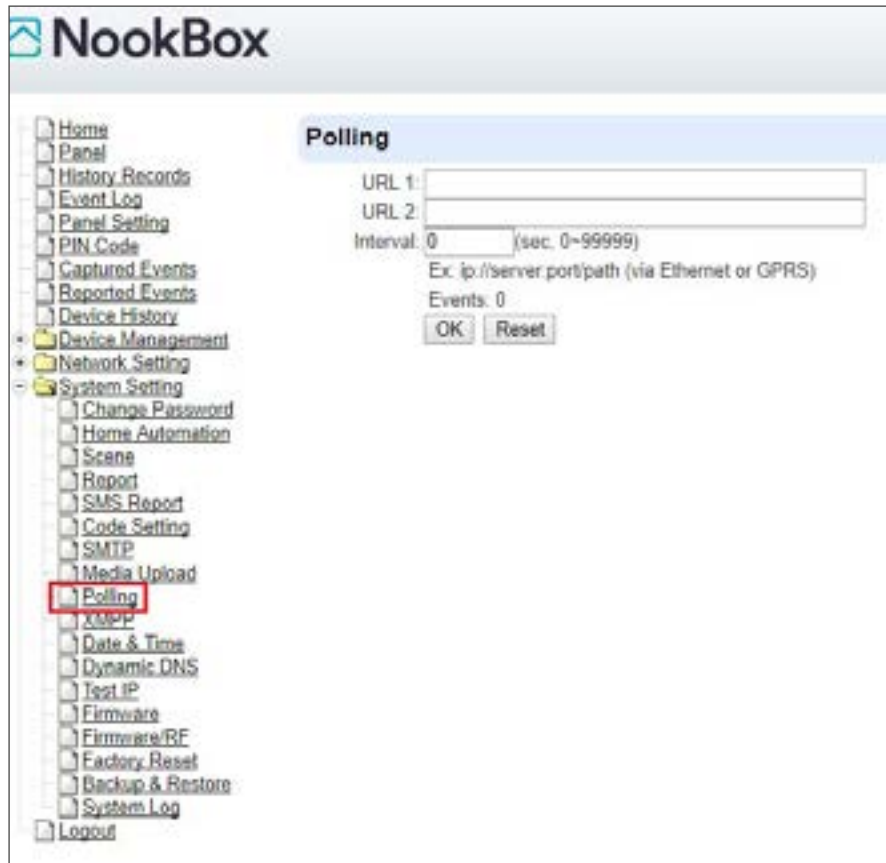 NookBox
Home
Panel
History Records
Event Log
Panel Setting
PIN Code
Captured Events
Reported Events
Device History
Device Management
Network Setting
System Setting
Change Password
Home Automation
Scene
Report
SMS Report
Code Setting
SMTP
Media Upload
Polling
XMPP
Date & Time
Dynamic DNS
Test IP
Firmware
Firmware/RF
Factory Reset
Backup & Restore
System Log
Logout
Polling
URL 1:
URL 2:
Interval: 0 (sec. 0~99999)
Ex: ip://server:port/path (via Ethernet or GPRS)
Events: 0
OK Reset